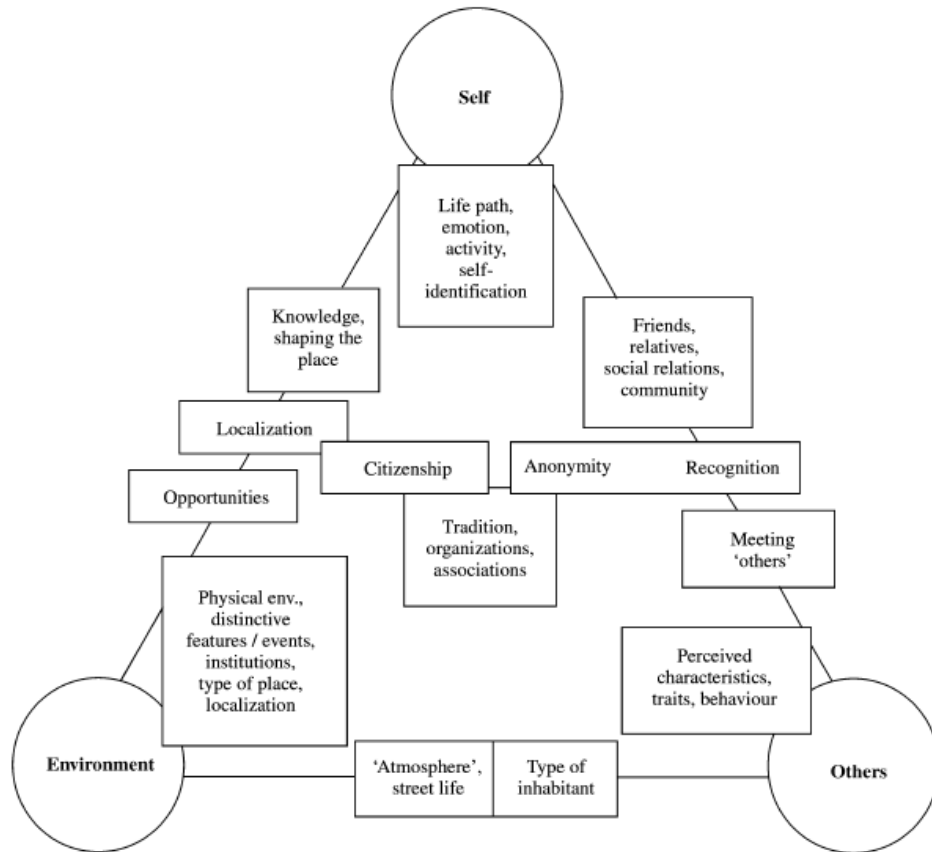 Self
Life path,
emotion,
activity,
self-
identification
Knowledge,
shaping the
place
Friends,
relatives,
social relations,
community
Localization
Citizenship
Anonymity
Recognition
Opportunities
Tradition,
organizations,
associations
Meeting
‘others’
Physical env.,
distinctive
features / events,
institutions,
type of place,
localization
Perceived
characteristics,
traits, behaviour
Environment
‘Atmosphere’,
street life
Type of
inhabitant
Others